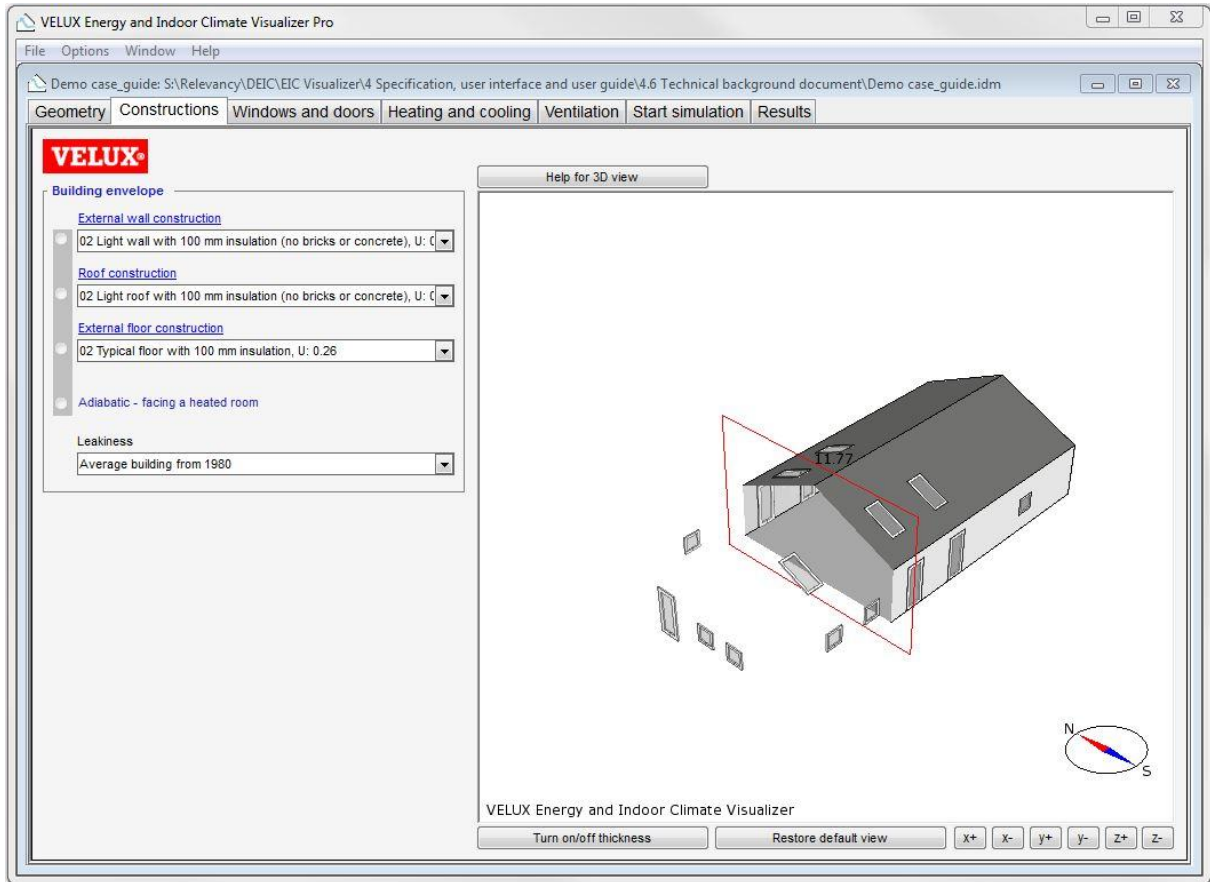 VELUX Energy and Indoor Climate Visualizer Pro
File Options Window Help
Demo case_guide: S:\Relevancy\DEIC\EIC Visualizer\4 Specification, user interface and user guide\4.6 Technical background document\Demo case_guide.idm
Geometry Constructions Windows and doors Heating and cooling Ventilation Start simulation Results
VELUX®
Help for 3D view
Building envelope
External wall construction
02 Light wall with 100 mm insulation (no bricks or concrete), U:
Roof construction
02 Light roof with 100 mm insulation (no bricks or concrete), U:
External floor construction
02 Typical floor with 100 mm insulation, U: 0.26
Adiabatic - facing a heated room
Leakiness
Average building from 1980
11.77
N
S
VELUX Energy and Indoor Climate Visualizer
Turn on/off thickness Restore default view x+ x- y+ y- z+ z-